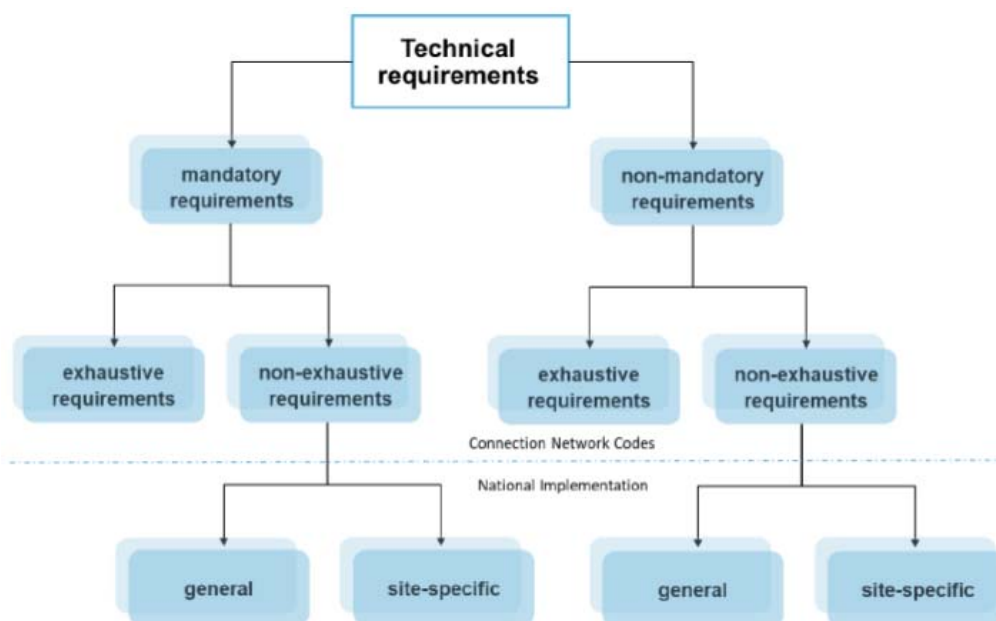 Technical
requirements
mandatory
requirements
non-mandatory
requirements
exhaustive
requirements
non-exhaustive
requirements
exhaustive
requirements
non-exhaustive
requirements
Connection Network Codes
National Implementation
general
site-specific
general
site-specific